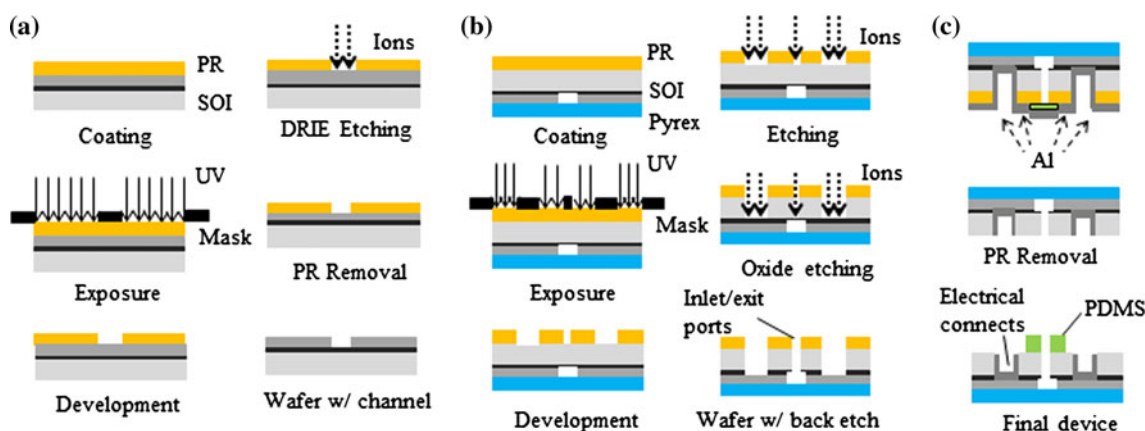 (a)
PR
SOI
Coating
UV
Mask
Exposure
Development
Ions
DRIE Etching
PR Removal
Wafer w/ channel
(b)
PR
SOI
Pyrex
Coating
UV
Mask
Exposure
Development
Ions
Etching
Ions
Oxide etching
Inlet/exit
ports
Wafer w/ back etch
(c)
Al
PR Removal
Electrical
connects
PDMS
Final device